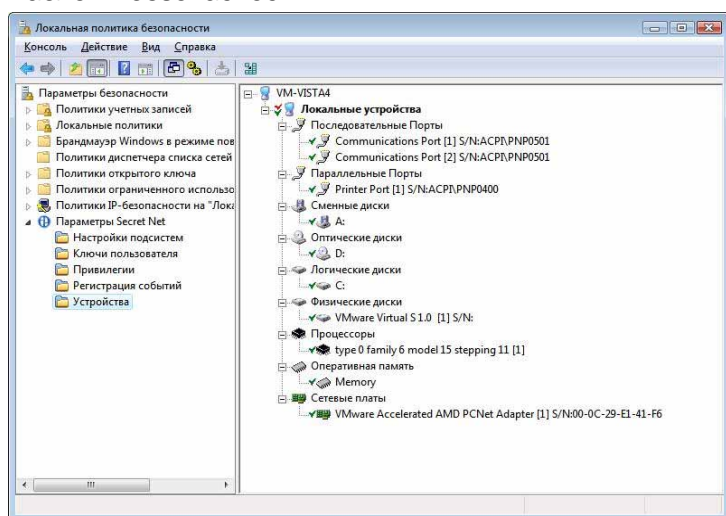 Локальная политика безопасности
Консоль Действие Вид Справка
Параметры безопасности
Политики учетных записей
Локальные политики
Брандмауэр Windows в режиме пов
Политики диспетчера списка сетей
Политики открытого ключа
Политики ограниченного использо
Политики IP-безопасности на "Лока
Параметры Secret Net
Настройки подсистем
Ключи пользователя
Привилегии
Регистрация событий
Устройства
VM-VISTA4
Локальные устройства
Последовательные Порты
Communications Port [1] S/N:ACPI\PNP0501
Communications Port [2] S/N:ACPI\PNP0501
Параллельные Порты
Printer Port [1] S/N:ACPI\PNP0400
Сменные диски
A:
Оптические диски
D:
Логические диски
C:
Физические диски
VMware Virtual S 1.0 [1] S/N:
Процессоры
type 0 family 6 model 15 stepping 11 [1]
Оперативная память
Memory
Сетевые платы
VMware Accelerated AMD PCNet Adapter [1] S/N:00-0C-29-E1-41-F6